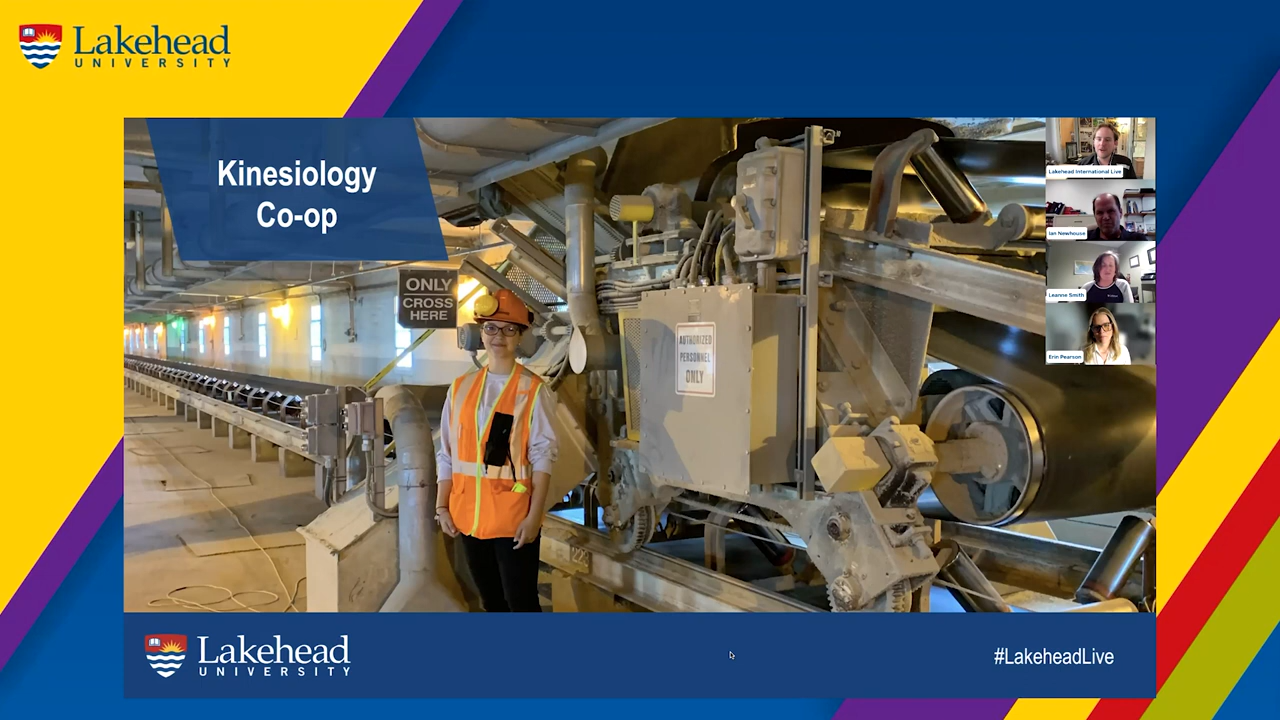 Lakehead
UNIVERSITY
Kinesiology
Co-op
ONLY
CROSS
HERE
AUTHORIZED
PERSONNEL
ONLY
Lakehead International Live
Ian Newhouse
Leanne Smith
Erin Pearson
Lakehead
UNIVERSITY
#LakeheadLive